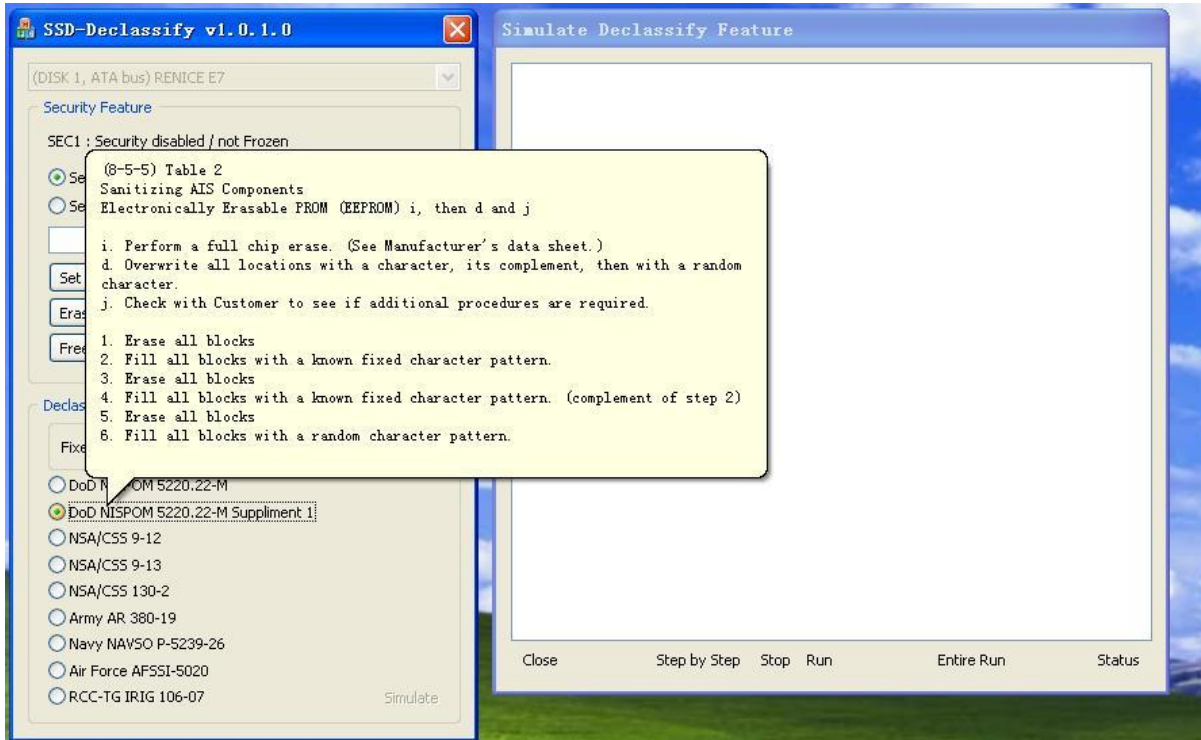 SSD-Declassify v1.0.1.0
(DISK 1, ATA bus) RENICE E7
Security Feature
SEC1 : Security disabled / not Frozen
Se
Se
Set
Eras
Free
(8-5-5) Table 2
Sanitizing AIS Components
Electronically Erasable PROM (EEPROM) i, then d and j
i. Perform a full chip erase. (See Manufacturer's data sheet.)
d. Overwrite all locations with a character, its complement, then with a random
character.
j. Check with Customer to see if additional procedures are required.
1. Erase all blocks
2. Fill all blocks with a known fixed character pattern.
3. Erase all blocks
4. Fill all blocks with a known fixed character pattern. (complement of step 2)
5. Erase all blocks
6. Fill all blocks with a random character pattern.
Declas
Fixe
DoD N POM 5220.22-M
DoD NISPOM 5220.22-M Suppliment 1
NSA/CSS 9-12
NSA/CSS 9-13
NSA/CSS 130-2
Army AR 380-19
Navy NAVSO P-5239-26
Air Force AFSSI-5020
RCC-TG IRIG 106-07
Simulate
Simulate Declassify Feature
Close Step by Step Stop Run Entire Run Status